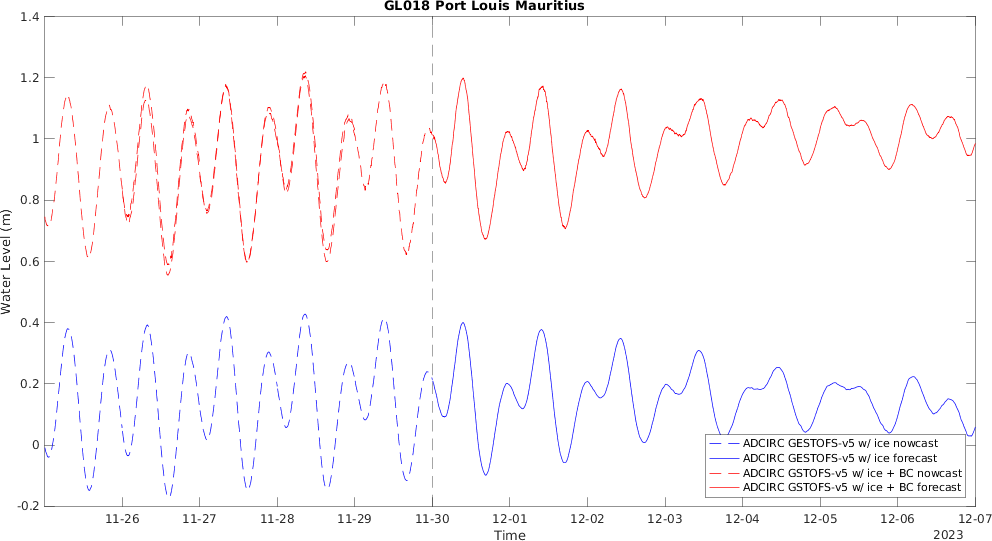 GL018 Port Louis Mauritius
1.4
1.2
1
0.8
0.6
0.4
0.2
0
-0.2
Water Level (m)
ADCIRC GESTOFS-v5 w/ ice nowcast
ADCIRC GESTOFS-v5 w/ ice forecast
ADCIRC GSTOFS-v5 w/ ice + BC nowcast
ADCIRC GSTOFS-v5 w/ ice + BC forecast
11-26 11-27 11-28 11-29 11-30 12-01 12-02 12-03 12-04 12-05 12-06 12-07
Time
2023